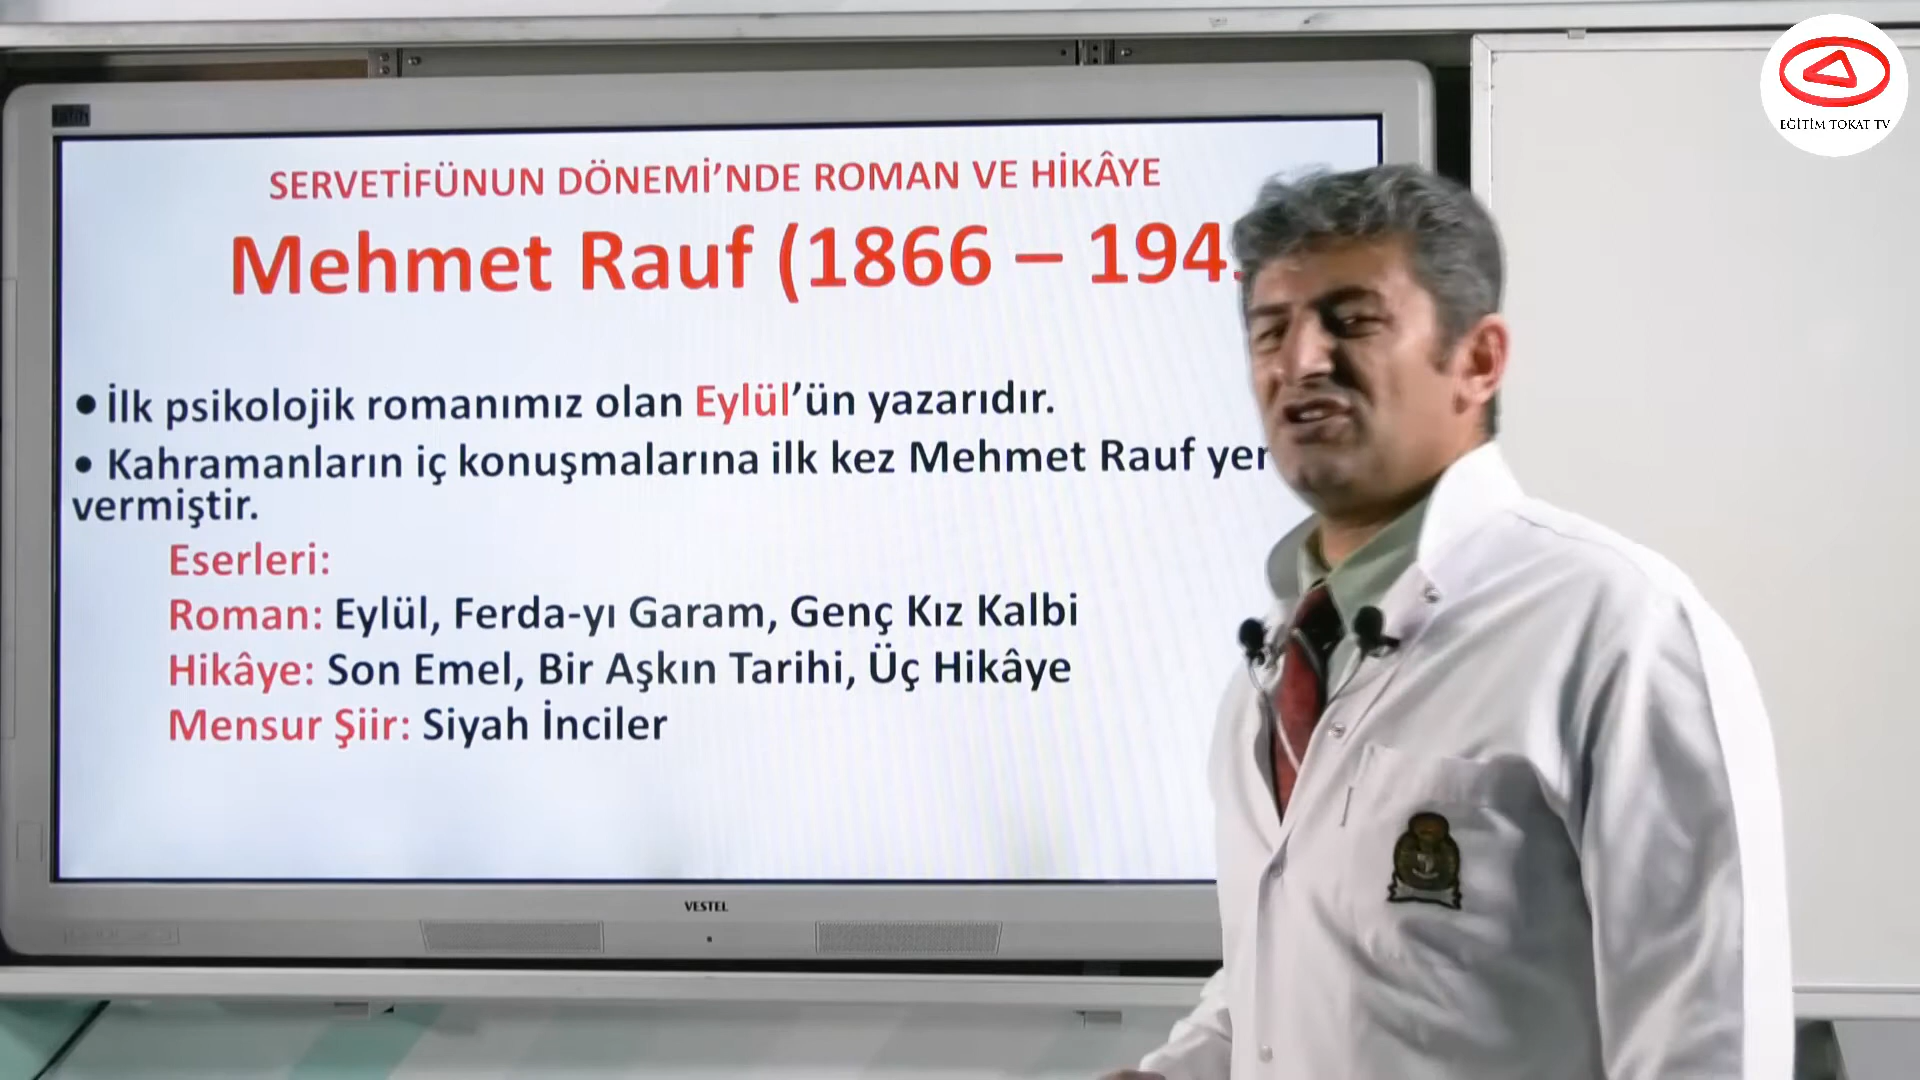 EĞİTİM TOKAT TV
SERVETİFÜNUN DÖNEMİ'NDE ROMAN VE HİKÂYE
Mehmet Rauf (1866 – 194
• İlk psikolojik romanımız olan Eylül'ün yazarıdır.
• Kahramanların iç konuşmalarına ilk kez Mehmet Rauf yer
vermiştir.
Eserleri:
Roman: Eylül, Ferda-yı Garam, Genç Kız Kalbi
Hikâye: Son Emel, Bir Aşkın Tarihi, Üç Hikâye
Mensur Şiir: Siyah İnciler
VESTEL